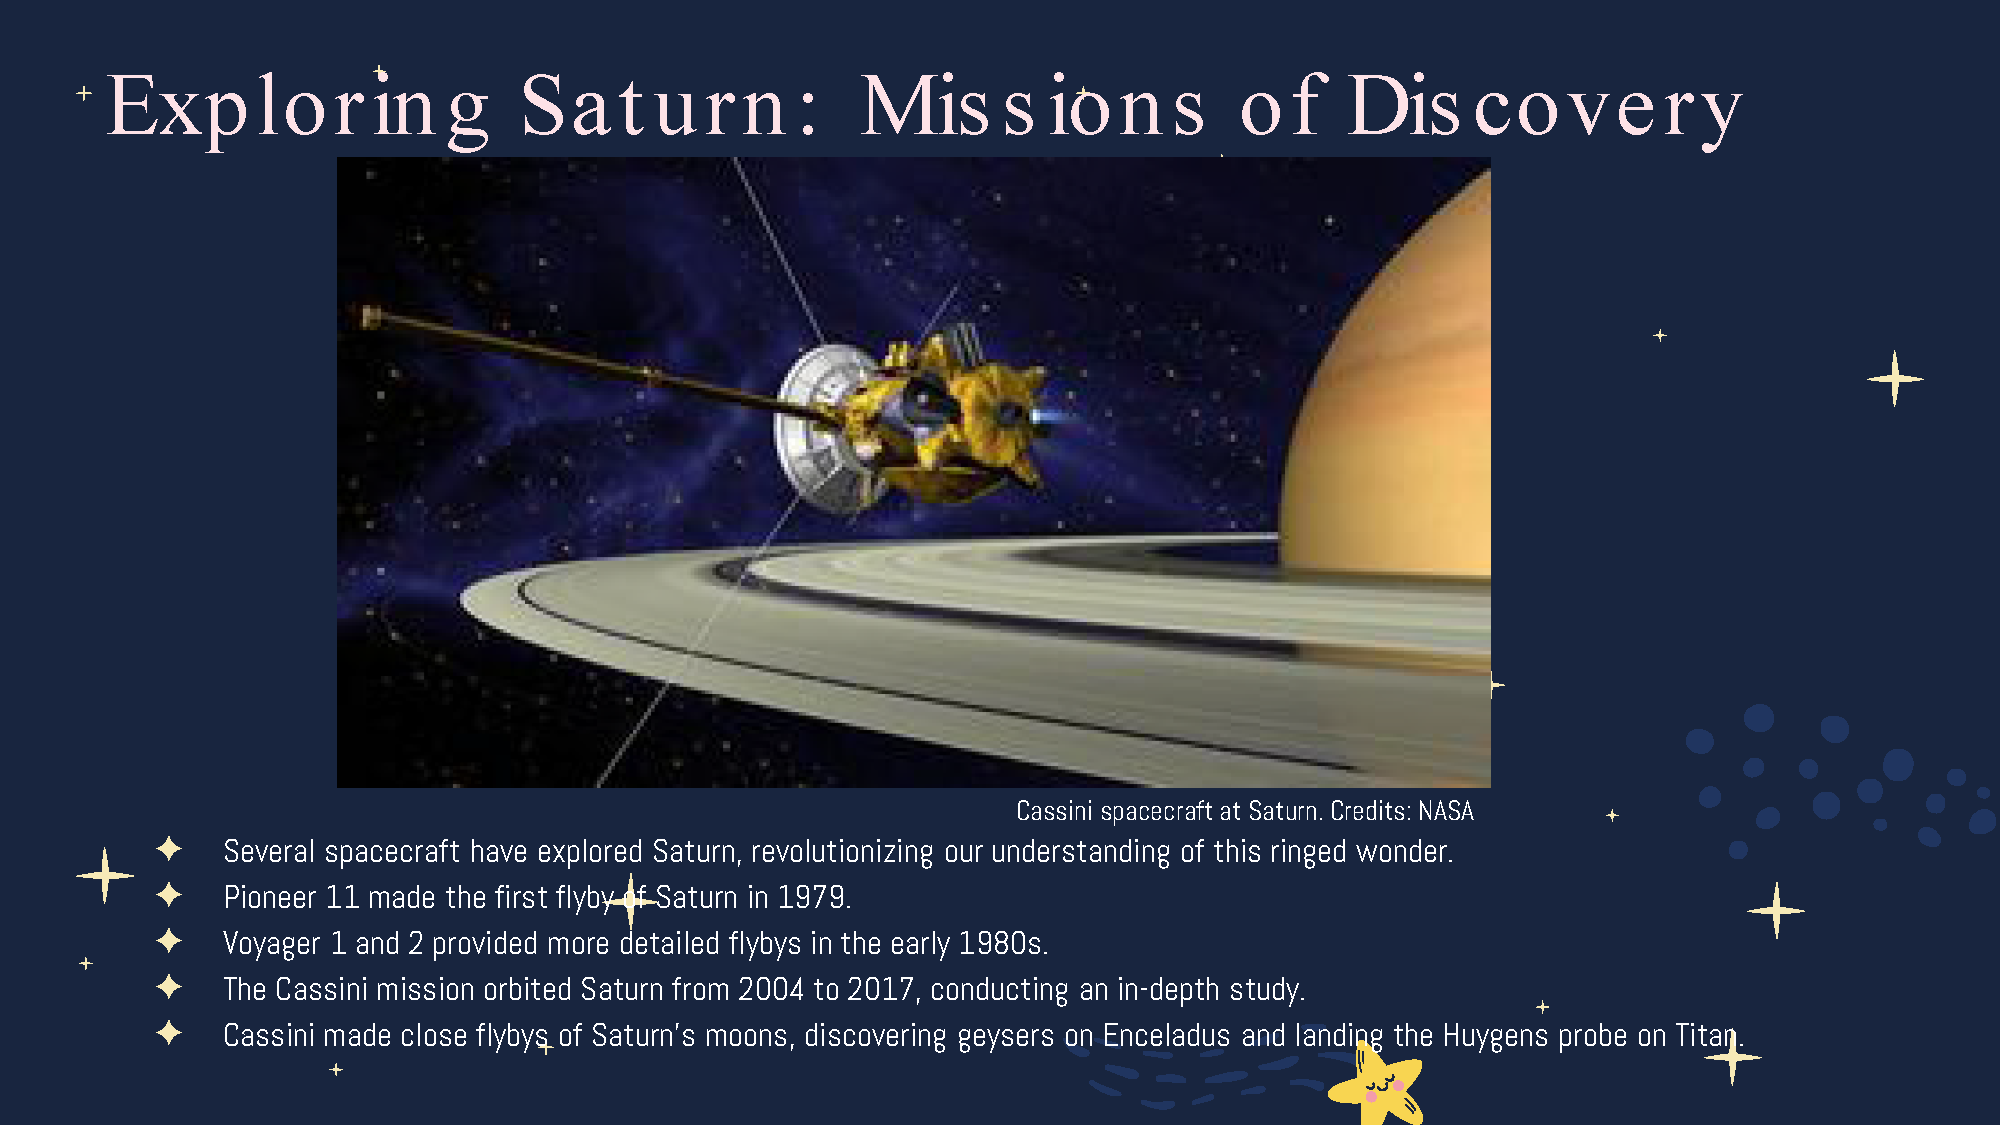 Exploring Saturn: Missions of Discovery
Cassini spacecraft at Saturn. Credits: NASA
Several spacecraft have explored Saturn, revolutionizing our understanding of this ringed wonder.
Pioneer 11 made the first flyby of Saturn in 1979.
Voyager 1 and 2 provided more detailed flybys in the early 1980s.
The Cassini mission orbited Saturn from 2004 to 2017, conducting an in-depth study.
Cassini made close flybys of Saturn's moons, discovering geysers on Enceladus and landing the Huygens probe on Titan.